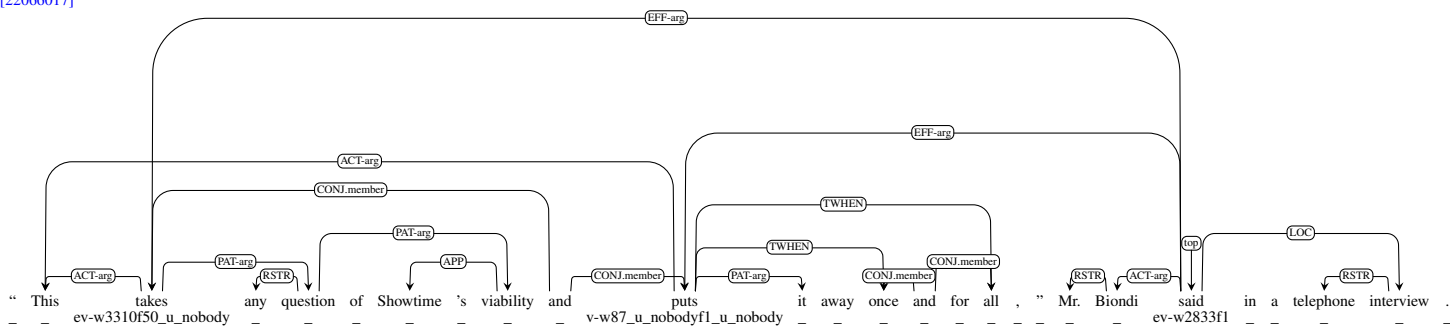 [22066017]
EFF-arg
EFF-arg
ACT-arg
CONJ.member
TWHEN
PAT-arg LOC
top
TWHEN
ACT-arg PAT-arg RSTR APP CONJ.member PAT-arg CONJ.member CONJ.member RSTR ACT-arg RSTR
“ This takes any question of Showtime ’s viability and puts it away once and for all , ” Mr. Biondi said in a telephone interview .
_ _ ev-w3310f50_u_nobody _ _ _ _ _ _ _ v-w87_u_nobodyf1_u_nobody _ _ _ _ _ _ _ _ _ _ ev-w2833f1 _ _ _ _ _